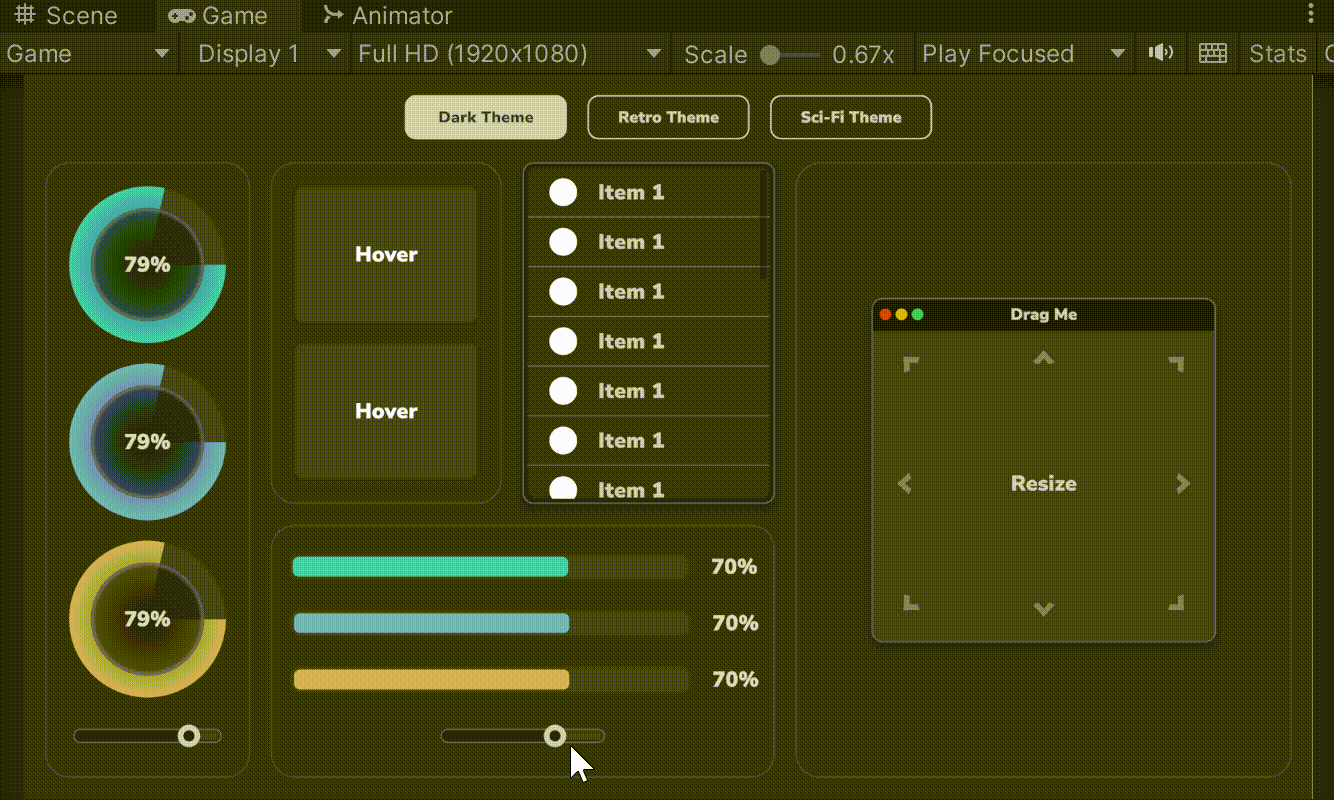 Scene Game Animator
Game Display 1 Full HD (1920x1080) Scale 0.67x Play Focused Stats
Dark Theme Retro Theme Sci-Fi Theme
79%
79%
79%
Hover
Hover
Item 1
Item 1
Item 1
Item 1
Item 1
Item 1
Item 1
70%
70%
70%
Drag Me
Resize